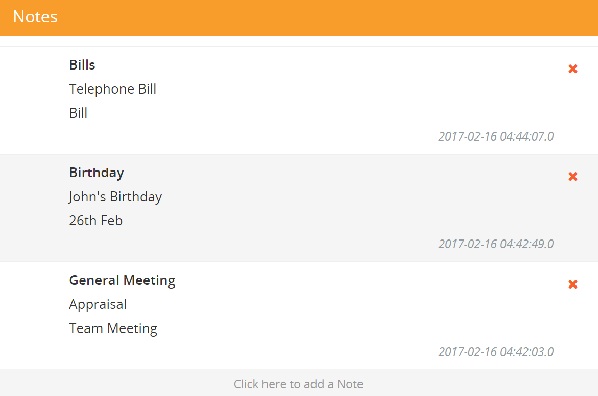 Notes
Bills
Telephone Bill
Bill
2017-02-16 04:44:07.0
Birthday
John's Birthday
26th Feb
2017-02-16 04:42:49.0
General Meeting
Appraisal
Team Meeting
2017-02-16 04:42:03.0
Click here to add a Note